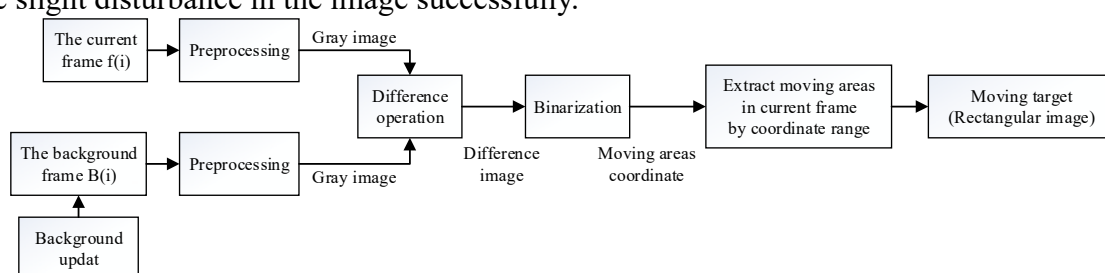 slight disturbance in the image successfully.
The current
frame f(i)
Preprocessing
Gray image
Difference
operation
Binarization
Extract moving areas
in current frame
by coordinate range
Moving target
(Rectangular image)
The background
frame B(i)
Preprocessing
Gray image
Difference
image
Moving areas
coordinate
Background
updat